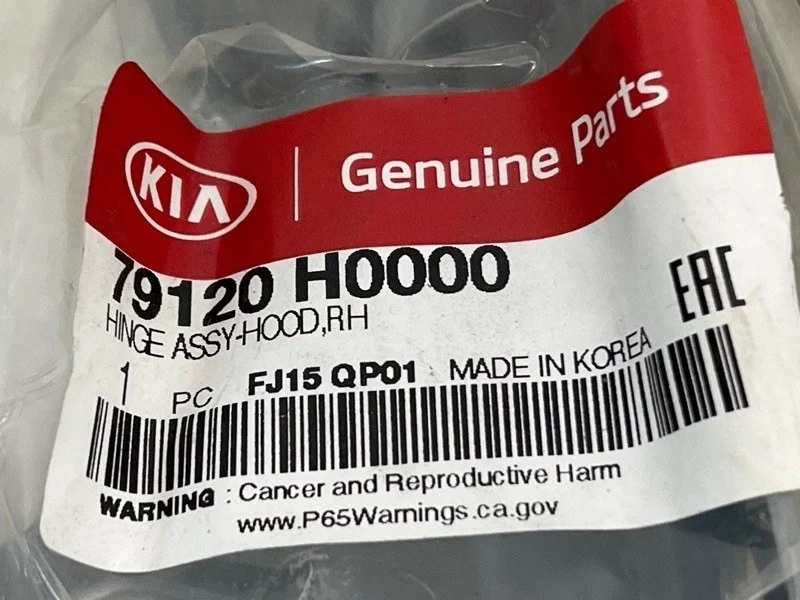 KIA Genuine Parts
79120 H0000
EAC
HINGE ASSY-HOOD,RH
1 PC FJ15 QP01 MADE IN KOREA
WARNING : Cancer and Reproductive Harm
www.P65Warnings.ca.gov